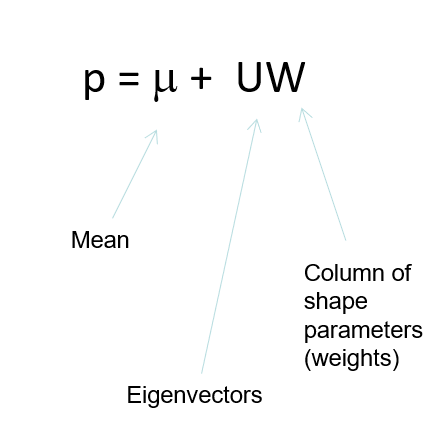 p = μ + UW
Mean
Column of
shape
parameters
(weights)
Eigenvectors